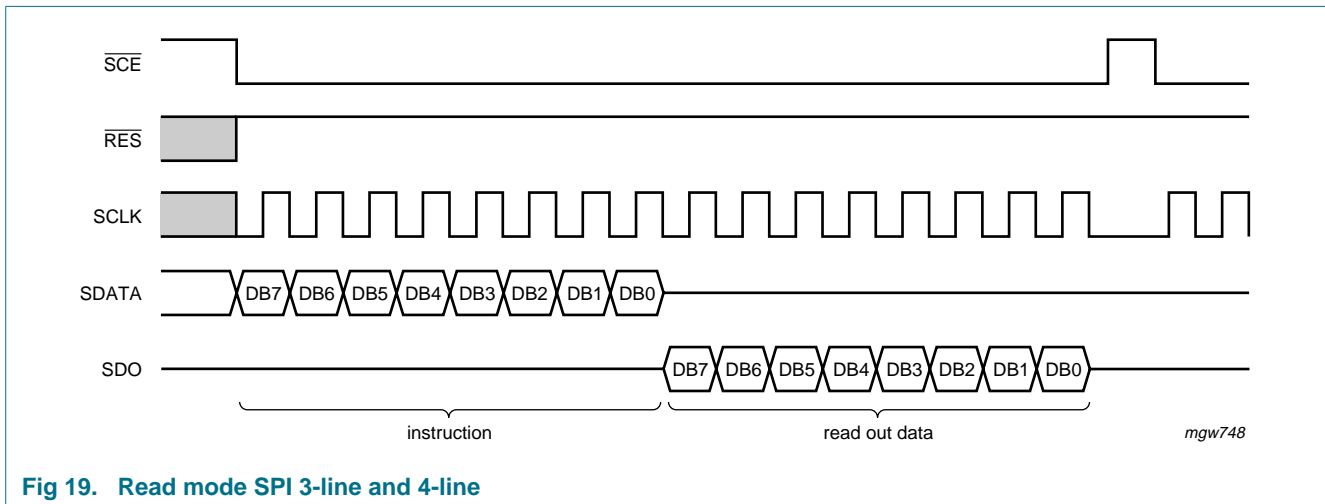 SCE
RES
SCLK
SDATA DB7 DB6 DB5 DB4 DB3 DB2 DB1 DB0
SDO DB7 DB6 DB5 DB4 DB3 DB2 DB1 DB0
instruction read out data mgw748
Fig 19. Read mode SPI 3-line and 4-line